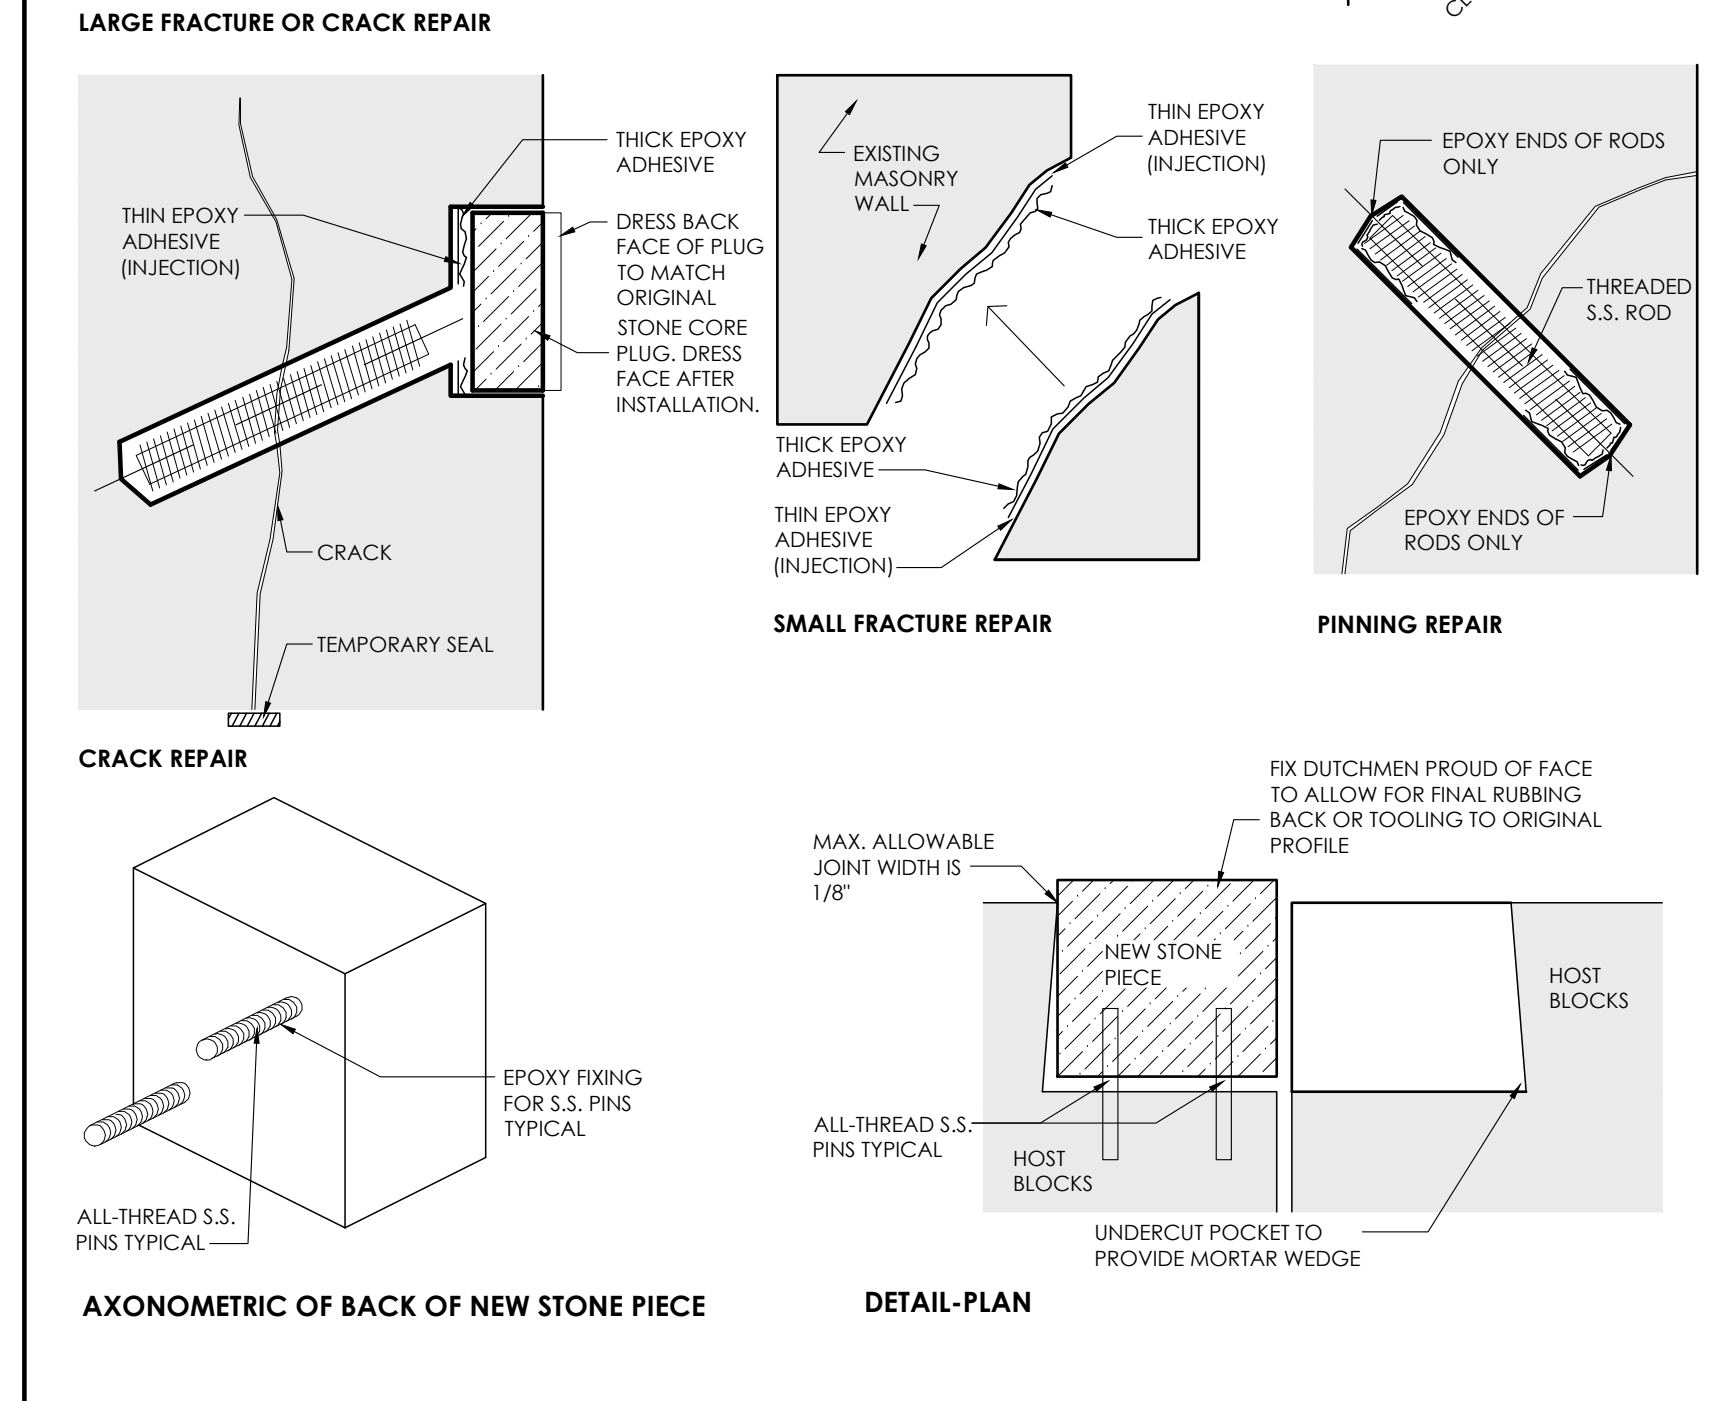 LARGE FRACTURE OR CRACK REPAIR
THICK EPOXY
ADHESIVE
THIN EPOXY
ADHESIVE
(INJECTION)
DRESS BACK
FACE OF PLUG
TO MATCH
ORIGINAL
STONE CORE
PLUG. DRESS
FACE AFTER
INSTALLATION.
CRACK
TEMPORARY SEAL
CRACK REPAIR
EXISTING
MASONRY
WALL
THIN EPOXY
ADHESIVE
(INJECTION)
THICK EPOXY
ADHESIVE
THICK EPOXY
ADHESIVE
THIN EPOXY
ADHESIVE
(INJECTION)
SMALL FRACTURE REPAIR
EPOXY ENDS OF RODS
ONLY
THREADED
S.S. ROD
EPOXY ENDS OF
RODS ONLY
PINNING REPAIR
EPOXY FIXING
FOR S.S. PINS
TYPICAL
ALL-THREAD S.S.
PINS TYPICAL
AXONOMETRIC OF BACK OF NEW STONE PIECE
FIX DUTCHMEN PROUD OF FACE
TO ALLOW FOR FINAL RUBBING
BACK OR TOOLING TO ORIGINAL
PROFILE
MAX. ALLOWABLE
JOINT WIDTH IS
1/8"
NEW STONE
PIECE
HOST
BLOCKS
ALL-THREAD S.S.
PINS TYPICAL
HOST
BLOCKS
UNDERCUT POCKET TO
PROVIDE MORTAR WEDGE
DETAIL-PLAN